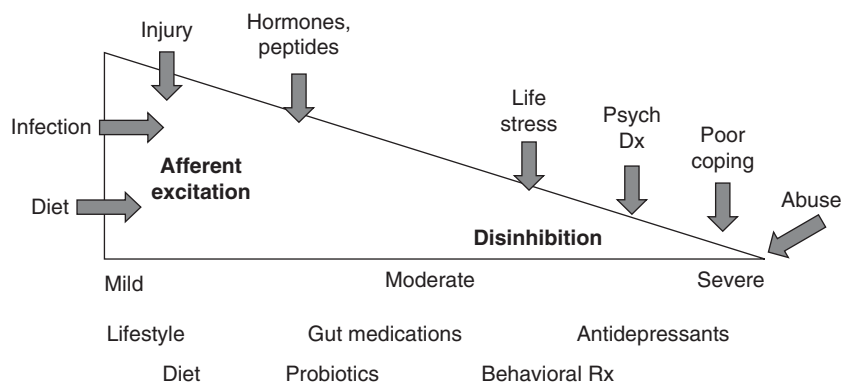 Injury
Hormones,
peptides
Infection
Life
stress
Psych
Dx
Poor
coping
Afferent
excitation
Diet
Abuse
Disinhibition
Mild
Moderate
Severe
Lifestyle
Gut medications
Antidepressants
Diet
Probiotics
Behavioral Rx